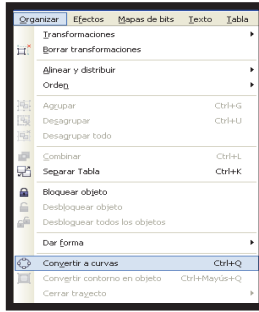 Organizar Efectos Mapas de bits Texto Tabla
Transformaciones
Borrar transformaciones
Alinear y distribuir
Orden
Agrupar Ctrl+G
Desagrupar Ctrl+U
Desagrupar todo
Combinar Ctrl+L
Separar Tabla Ctrl+K
Bloquear objeto
Desbloquear objeto
Desbloquear todos los objetos
Dar forma
Convertir a curvas Ctrl+Q
Convertir contorno en objeto Ctrl+Mayús+Q
Cerrar trayecto